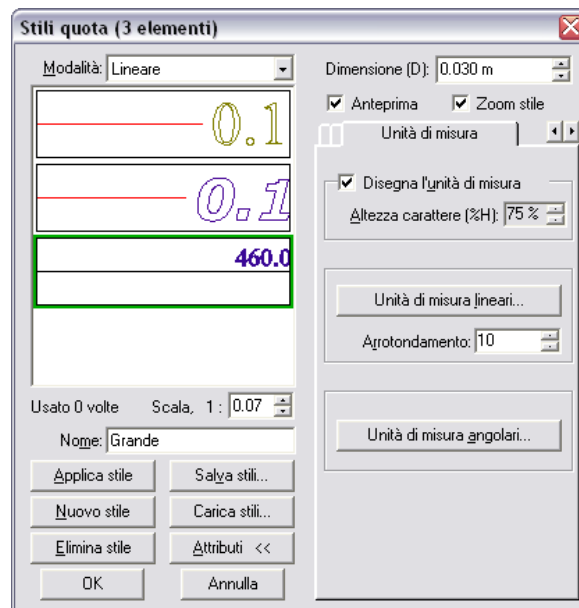 Stili quota (3 elementi)
Modalità: Lineare
0.1
0.1
460.0
Usato 0 volte Scala, 1 : 0.07
Nome: Grande
Applica stile Salva stili...
Nuovo stile Carica stili...
Elimina stile Attributi <<
OK Annulla
Dimensione (D): 0.030 m
Anteprima Zoom stile
Unità di misura
Disegna l'unità di misura
Altezza carattere (%H): 75 %
Unità di misura lineari...
Arrotondamento: 10
Unità di misura angolari...